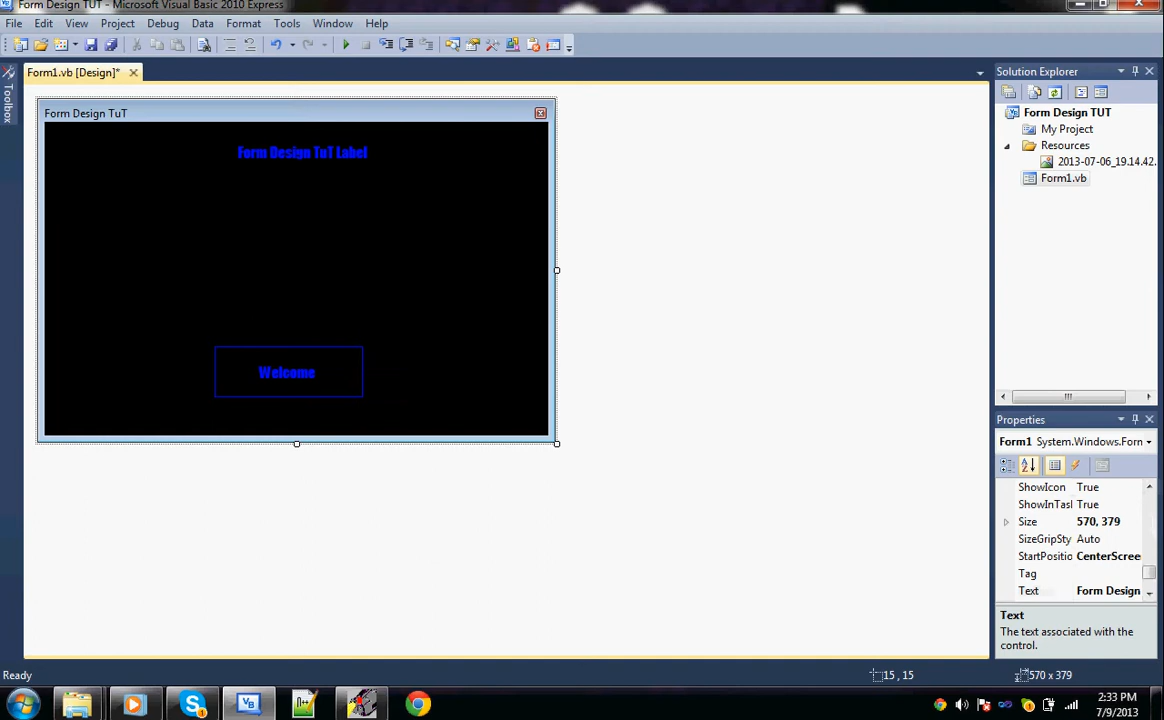 Form Design TUT - Microsoft Visual Basic 2010 Express
File Edit View Project Debug Data Format Tools Window Help
Form1.vb [Design]*
Toolbox
Form Design TuT
Form Design TuT Label
Welcome
Solution Explorer
Form Design TUT
My Project
Resources
2013-07-06_19.14.42.
Form1.vb
Properties
Form1 System.Windows.Forn
ShowIcon True
ShowInTasl True
Size 570, 379
SizeGripSty Auto
StartPositio CenterScree
Tag
Text Form Design
Text
The text associated with the
control.
Ready
15 , 15
570 x 379
VB
n++
2:33 PM
7/9/2013